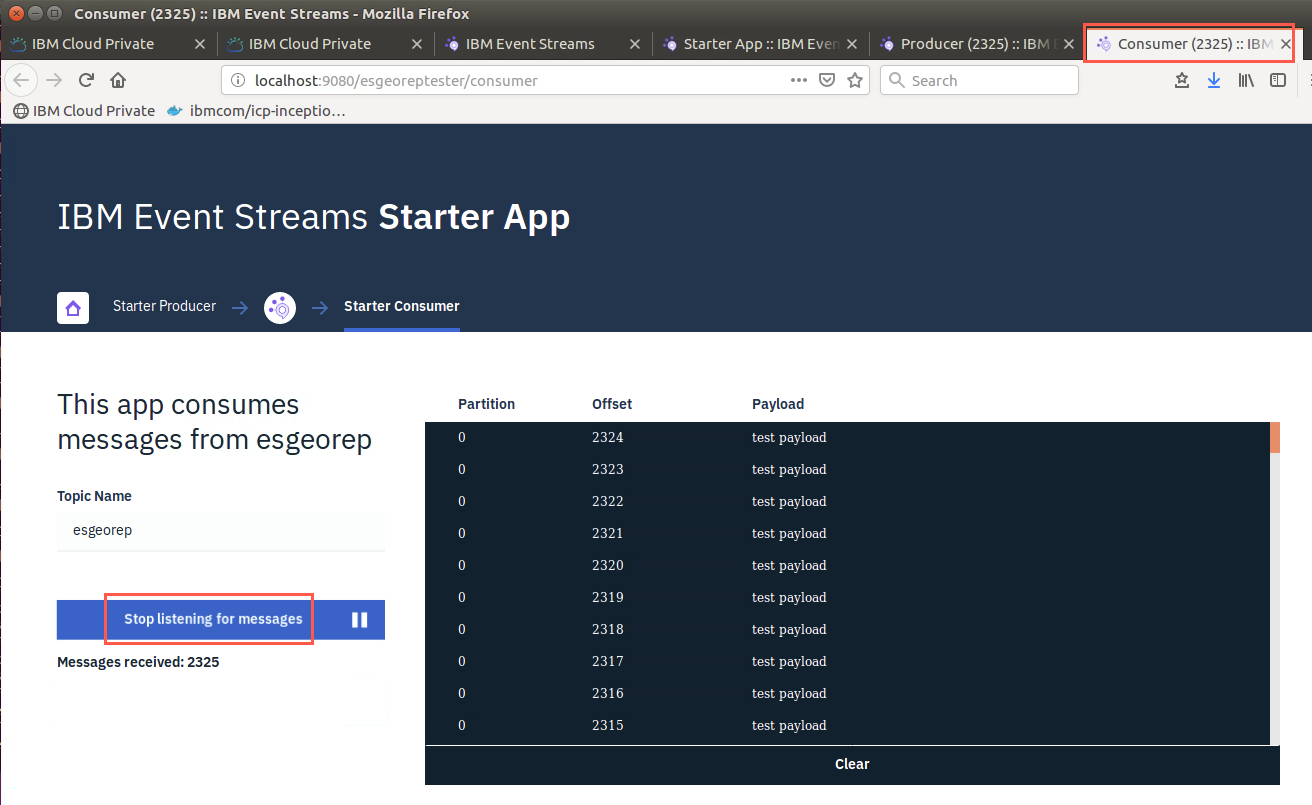 Consumer (2325) :: IBM Event Streams - Mozilla Firefox
IBM Cloud Private
IBM Cloud Private
IBM Event Streams
Starter App :: IBM Even
Producer (2325) :: IBM E
Consumer (2325) :: IBM
localhost:9080/esgeoreptester/consumer
Search
IBM Cloud Private
ibmcom/icp-inceptio...
IBM Event Streams Starter App
Starter Producer
Starter Consumer
This app consumes
messages from esgeorep
Topic Name
esgeorep
Stop listening for messages
Messages received: 2325
Partition Offset Payload
0 2324 test payload
0 2323 test payload
0 2322 test payload
0 2321 test payload
0 2320 test payload
0 2319 test payload
0 2318 test payload
0 2317 test payload
0 2316 test payload
0 2315 test payload
Clear